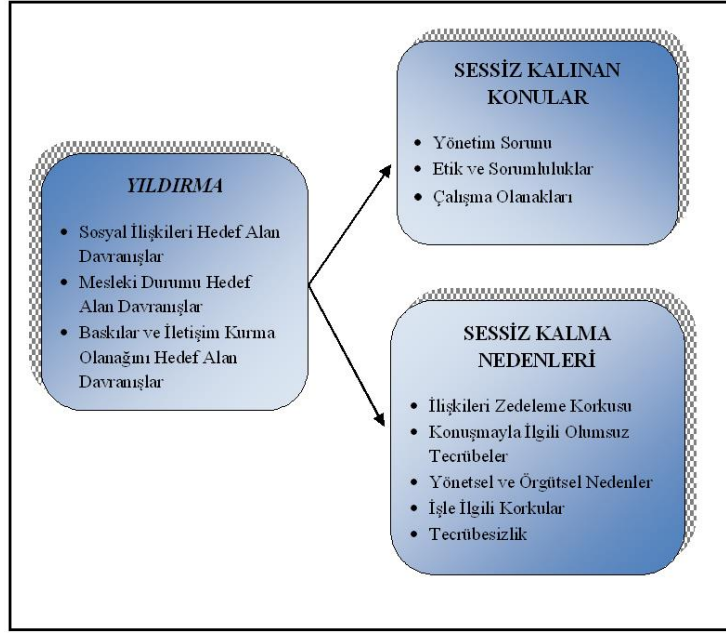 YILDIRMA
• Sosyal İlişkileri Hedef Alan
Davranışlar
• Mesleki Durumu Hedef
Alan Davranışlar
• Baskılar ve İletişim Kurma
Olanağını Hedef Alan
Davranışlar
SESSİZ KALINAN
KONULAR
• Yönetim Sorunu
• Etik ve Sorumluluklar
• Çalışma Olanakları
SESSİZ KALMA
NEDENLERİ
• İlişkileri Zedeleme Korkusu
• Konuşmayla İlgili Olumsuz
Tecrübeler
• Yönetsel ve Örgütsel Nedenler
• İşle İlgili Korkular
• Tecrübesizlik